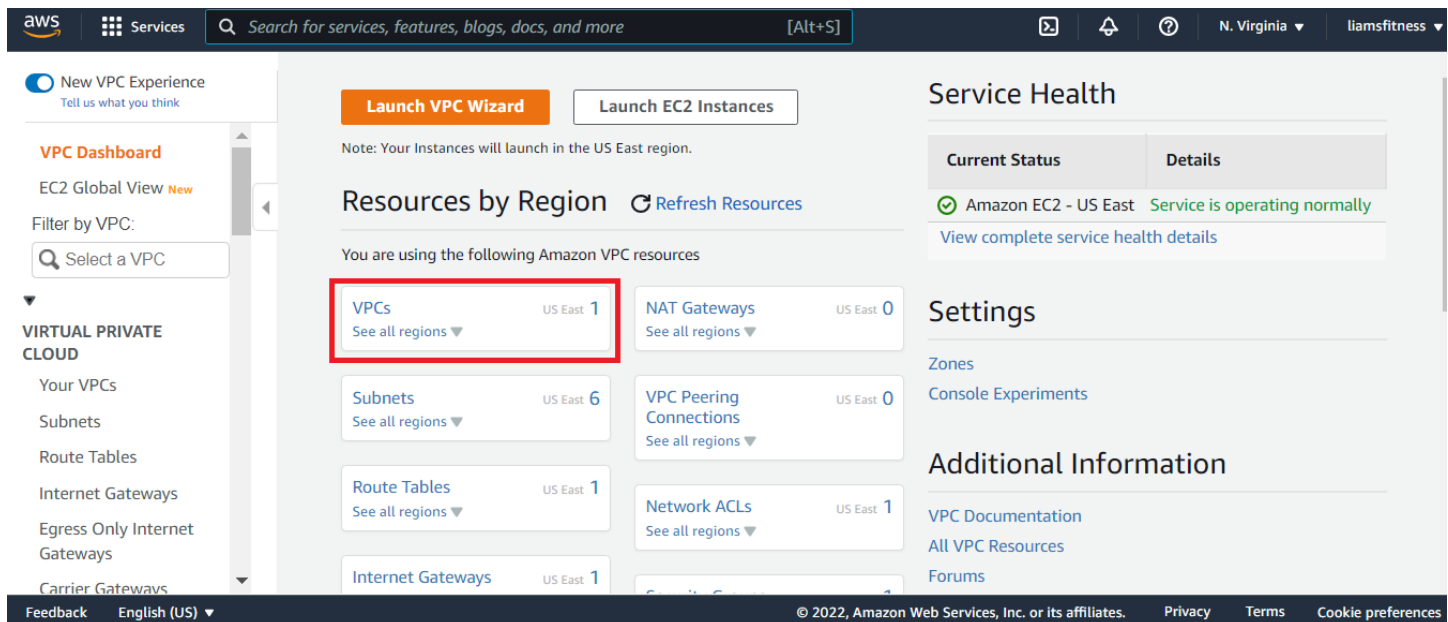 aws
Services
Search for services, features, blogs, docs, and more
[Alt+S]
N. Virginia ▼
liamsfitness ▼
New VPC Experience
Tell us what you think
VPC Dashboard
EC2 Global View New
Filter by VPC:
Select a VPC
VIRTUAL PRIVATE
CLOUD
Your VPCs
Subnets
Route Tables
Internet Gateways
Egress Only Internet
Gateways
Carrier Gateways
Launch VPC Wizard
Launch EC2 Instances
Note: Your Instances will launch in the US East region.
Resources by Region
Refresh Resources
You are using the following Amazon VPC resources
VPCs US East 1
See all regions ▼
NAT Gateways US East 0
See all regions ▼
Subnets US East 6
See all regions ▼
VPC Peering US East 0
Connections
See all regions ▼
Route Tables US East 1
See all regions ▼
Network ACLs US East 1
See all regions ▼
Internet Gateways US East 1
Service Health
Current Status Details
Amazon EC2 - US East Service is operating normally
View complete service health details
Settings
Zones
Console Experiments
Additional Information
VPC Documentation
All VPC Resources
Forums
Feedback
English (US) ▼
© 2022, Amazon Web Services, Inc. or its affiliates.
Privacy
Terms
Cookie preferences